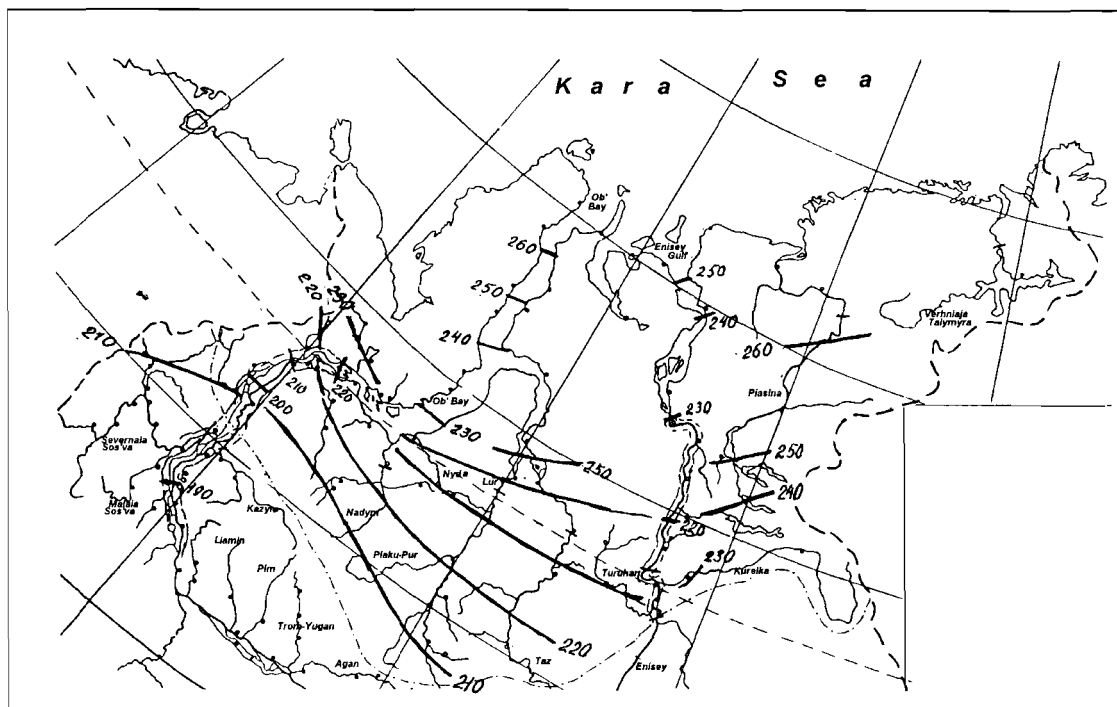 Kara Sea
Ob'
Bay
Enisey
Gulf
260
250
250
220
290
240
240
Verhniaja
Taimyra
210
260
210
220
200
Piasina
Ob' Bay
230
230
Severnaia
Sos'va
250
250
Nyda
Lur
190
240
Malaia
Sos'va
Kazym
Nadym
220
Liamin
Piaku-Pur
230
Pim
Turuhan
Kureika
Trom-Yugan
220
Agan
Taz
Enisey
210